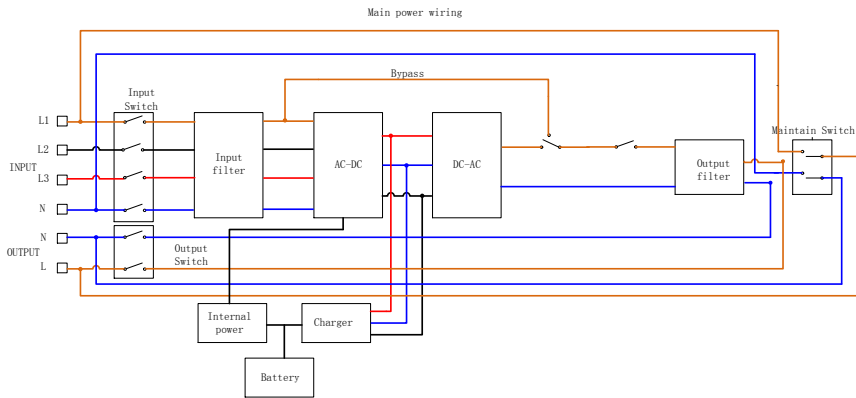 Main power wiring
Bypass
Input
Switch
L1
L2
INPUT
L3
N
Input
filter
AC-DC
DC-AC
Output
filter
Maintain Switch
N
OUTPUT
L
Output
Switch
Internal
power
Charger
Battery